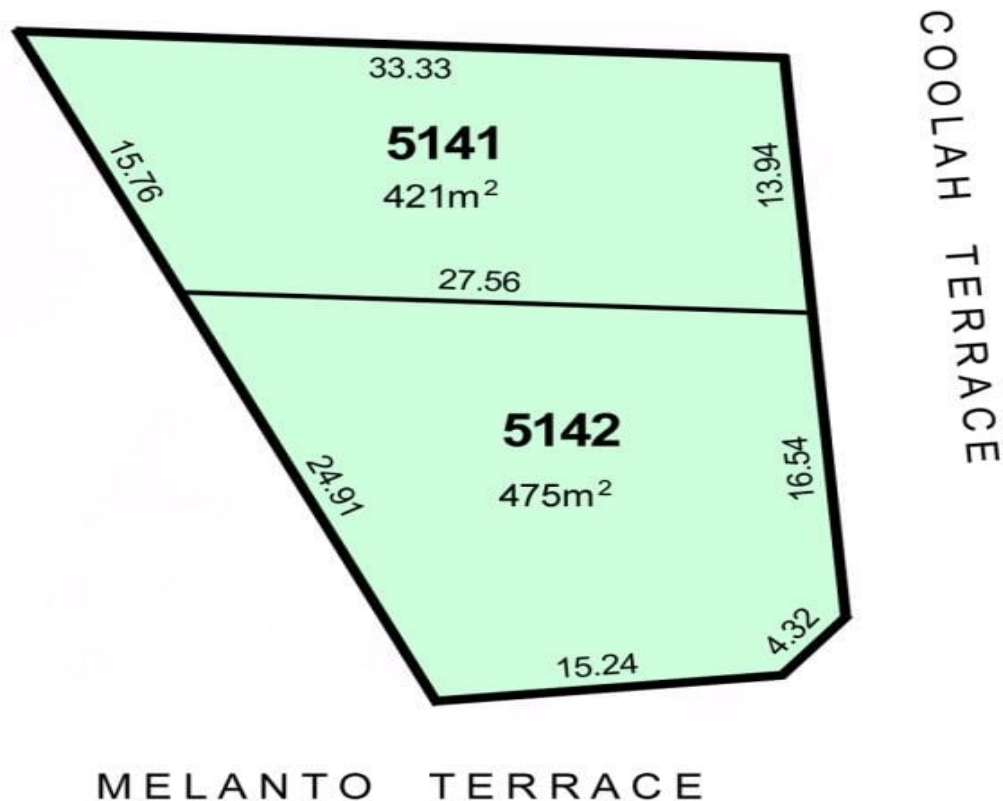 33.33
5141
421m²
15.76
13.94
27.56
COOLAH TERRACE
5142
475m²
24.91
16.54
4.32
15.24
MELANTO TERRACE